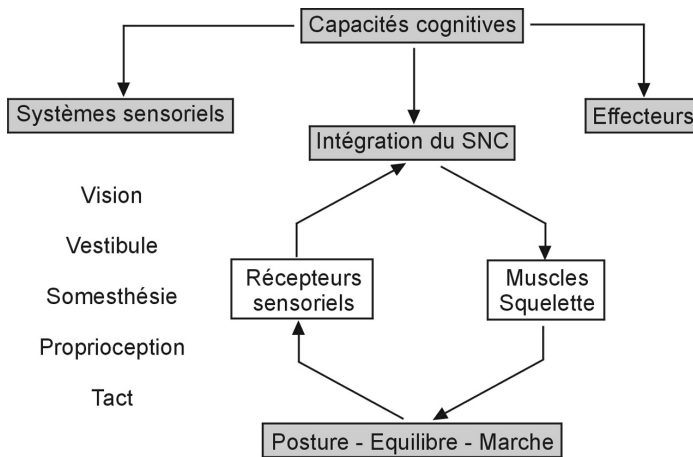 Capacités cognitives
Systèmes sensoriels
Effecteurs
Intégration du SNC
Vision
Vestibule
Somesthésie
Proprioception
Tact
Récepteurs
sensoriels
Muscles
Squelette
Posture - Equilibre - Marche